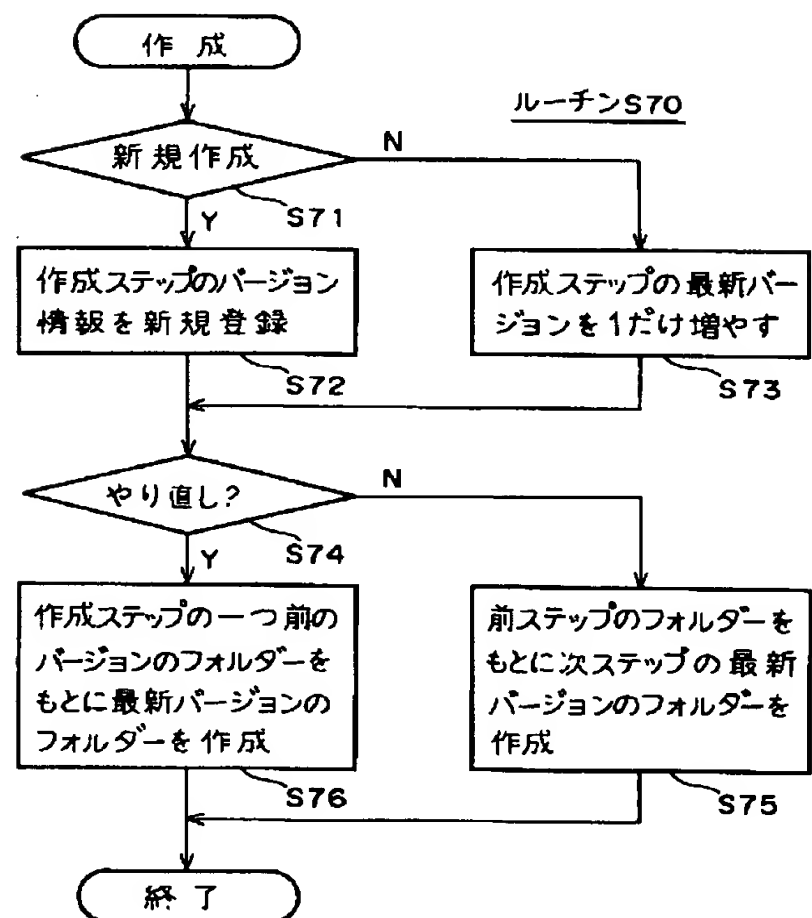 作成
ルーチンS70
新規作成
N
S71
Y
作成ステップのバージョン
情報を新規登録
S72
作成ステップの最新バー
ジョンを1だけ増やす
S73
やり直し?
N
S74
Y
作成ステップの一つ前の
バージョンのフォルダーを
もとに最新バージョンの
フォルダーを作成
S76
前ステップのフォルダーを
もとに次ステップの最新
バージョンのフォルダーを
作成
S75
終了